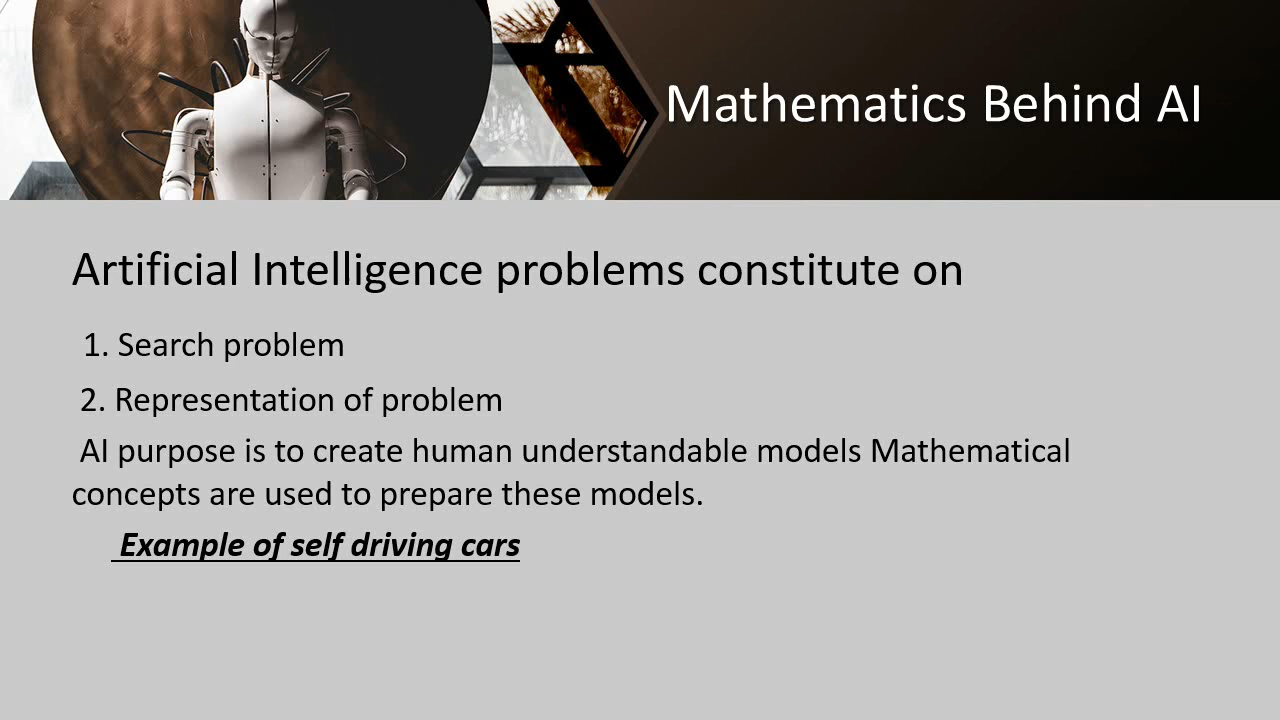 Mathematics Behind AI
Artificial Intelligence problems constitute on
1. Search problem
2. Representation of problem
AI purpose is to create human understandable models Mathematical
concepts are used to prepare these models.
Example of self driving cars